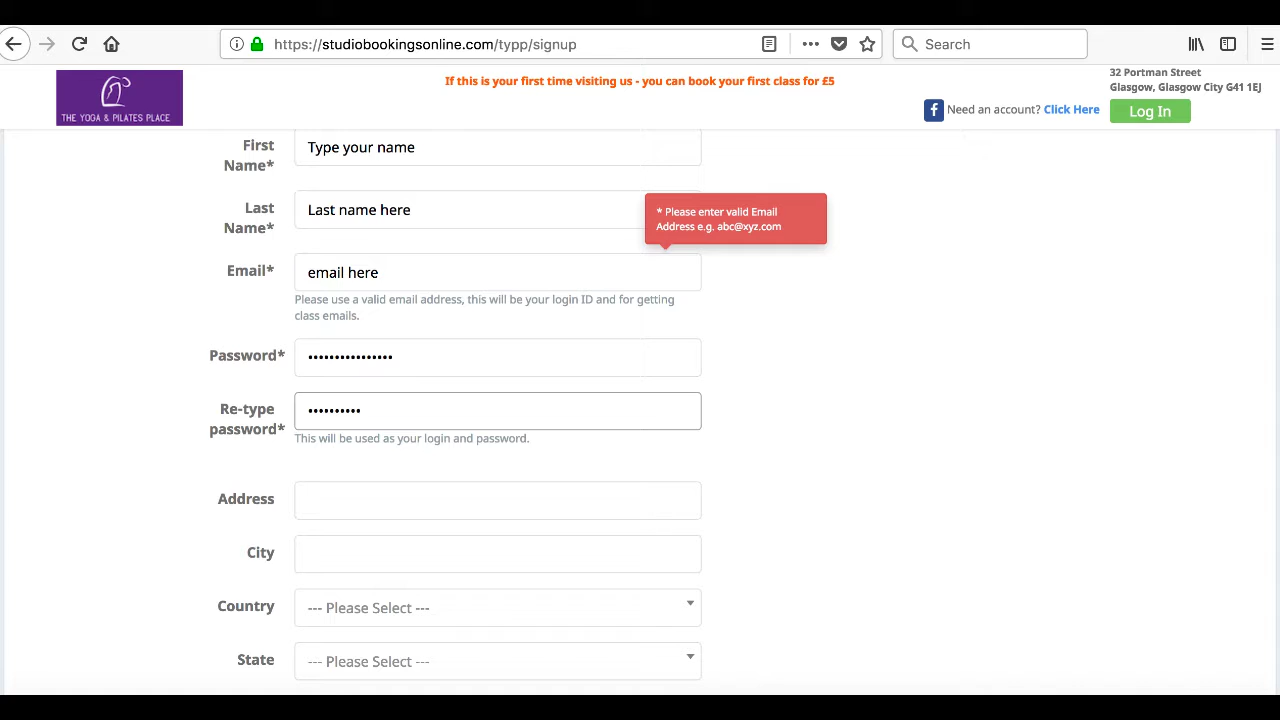 https://studiobookingsonline.com/typp/signup
Search
THE YOGA & PILATES PLACE
If this is your first time visiting us - you can book your first class for £5
32 Portman Street
Glasgow, Glasgow City G41 1EJ
Need an account? Click Here
Log In
First
Name*
Type your name
Last
Name*
Last name here
* Please enter valid Email
Address e.g. abc@xyz.com
Email*
email here
Please use a valid email address, this will be your login ID and for getting
class emails.
Password*
••••••••••••••••
Re-type
password*
••••••••••
This will be used as your login and password.
Address
City
Country
--- Please Select ---
State
--- Please Select ---